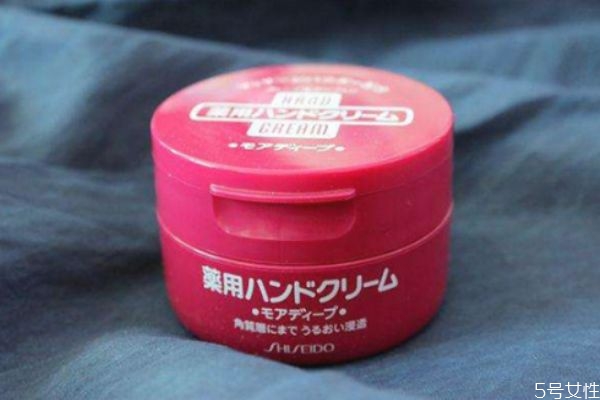 HAND
薬用ハンドクリーム
CREAM
•モアディープ•
薬用ハンドクリーム
•モアディープ•
角質層にまで うるおい浸透
SHISEIDO
5号女性